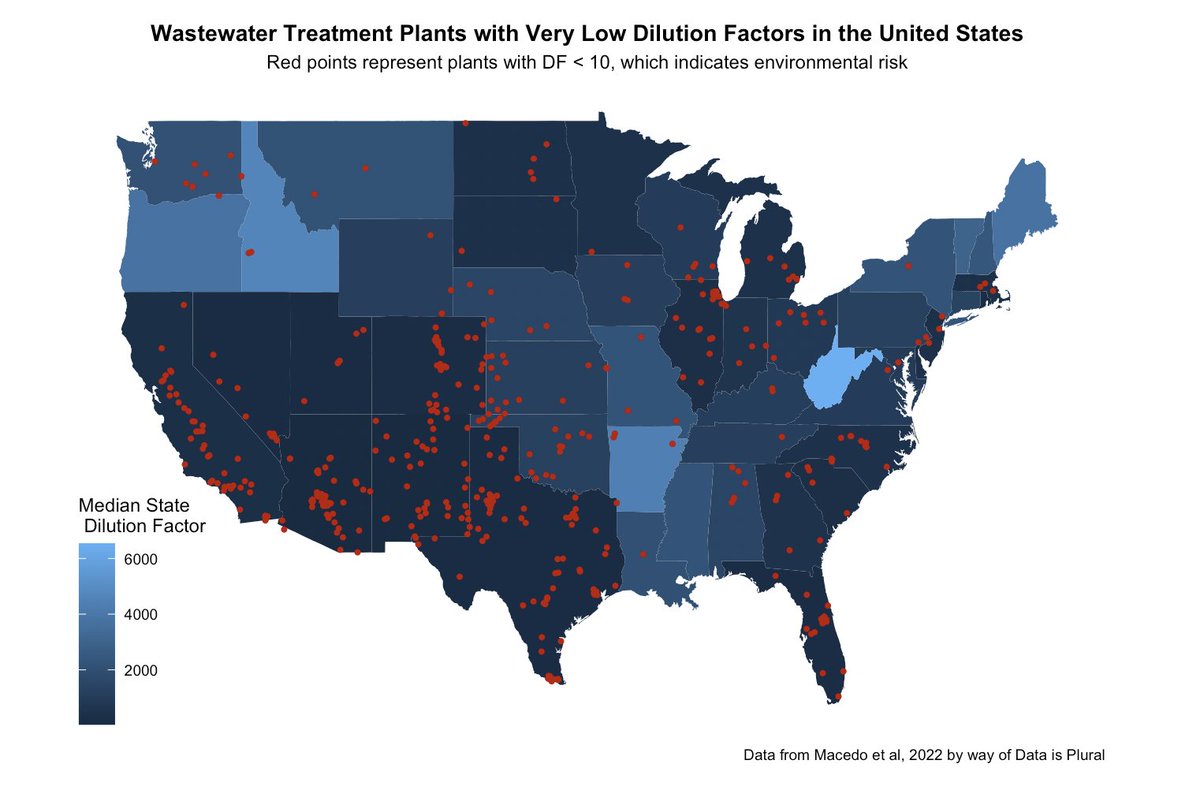 Wastewater Treatment Plants with Very Low Dilution Factors in the United States
Red points represent plants with DF < 10, which indicates environmental risk
Median State
Dilution Factor
6000
4000
2000
Data from Macedo et al, 2022 by way of Data is Plural